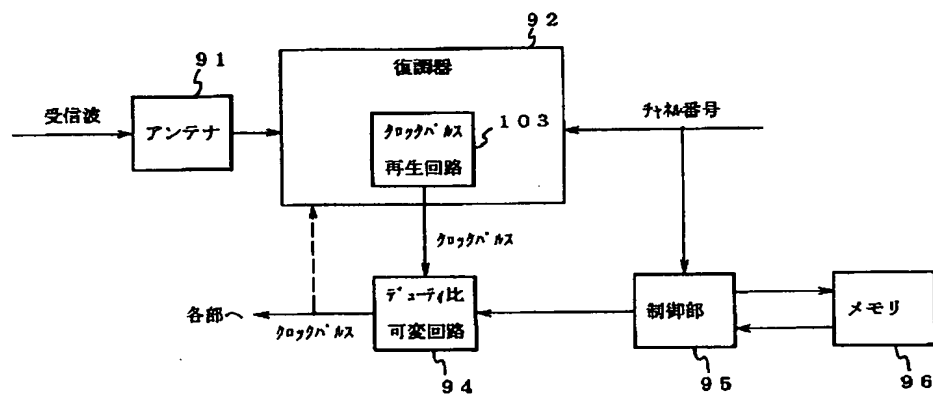 92
91
復調器
受信波
アンテナ
チャネル番号
103
クロックパルス
再生回路
クロックパルス
デューティ比
可変回路
各部へ
クロックパルス
制御部
メモリ
94
95
96